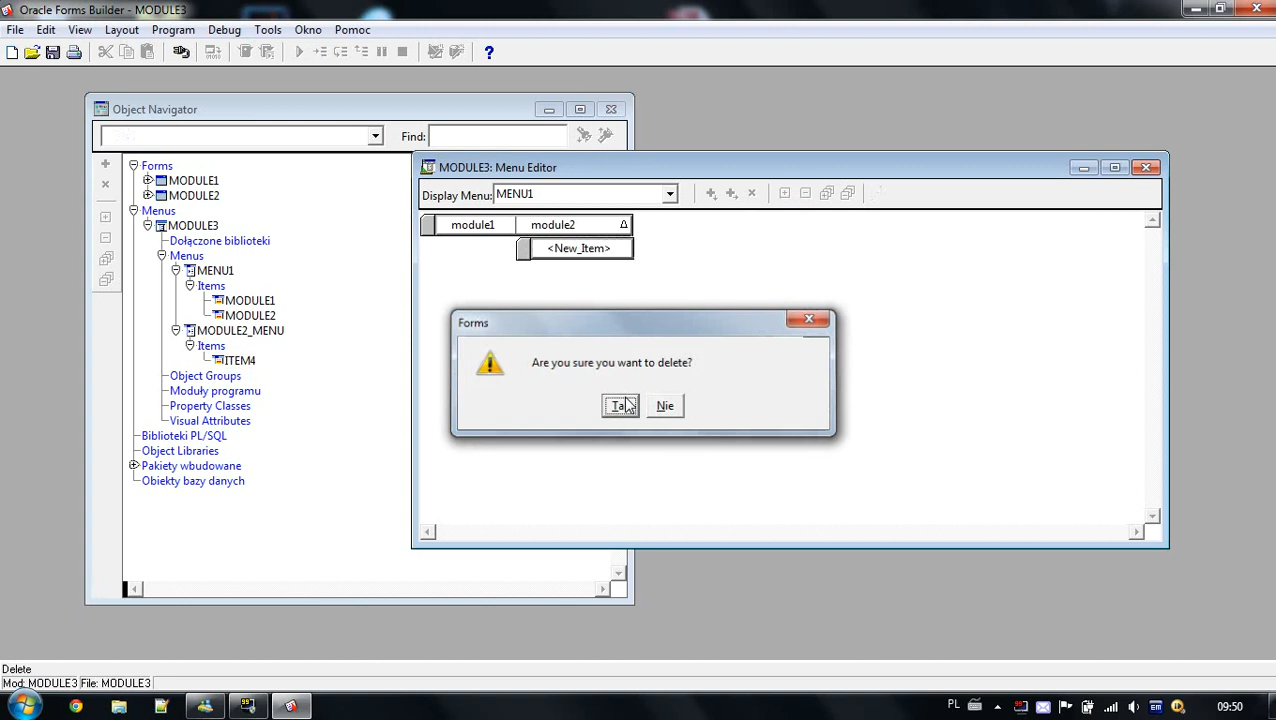 Oracle Forms Builder - MODULE3
File Edit View Layout Program Debug Tools Okno Pomoc
Object Navigator
Find:
Forms
MODULE1
MODULE2
Menus
MODULE3
Dołączone biblioteki
Menus
MENU1
Items
MODULE1
MODULE2
MODULE2_MENU
Items
ITEM4
Object Groups
Moduły programu
Property Classes
Visual Attributes
Biblioteki PL/SQL
Object Libraries
Pakiety wbudowane
Obiekty bazy danych
MODULE3: Menu Editor
Display Menu: MENU1
module1 module2
<New_Item>
Forms
Are you sure you want to delete?
Nie
Delete
Mod: MODULE3 File: MODULE3
PL
09:50